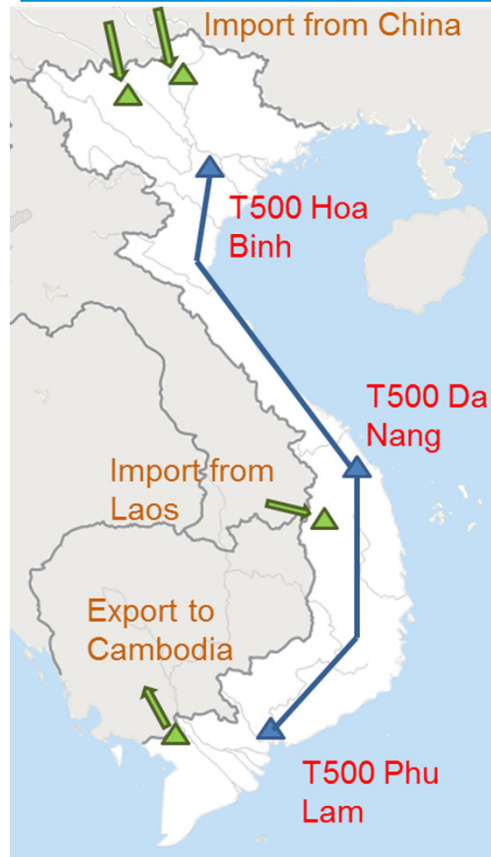 Import from China
T500 Hoa
Binh
T500 Da
Nang
Import from
Laos
Export to
Cambodia
T500 Phu
Lam